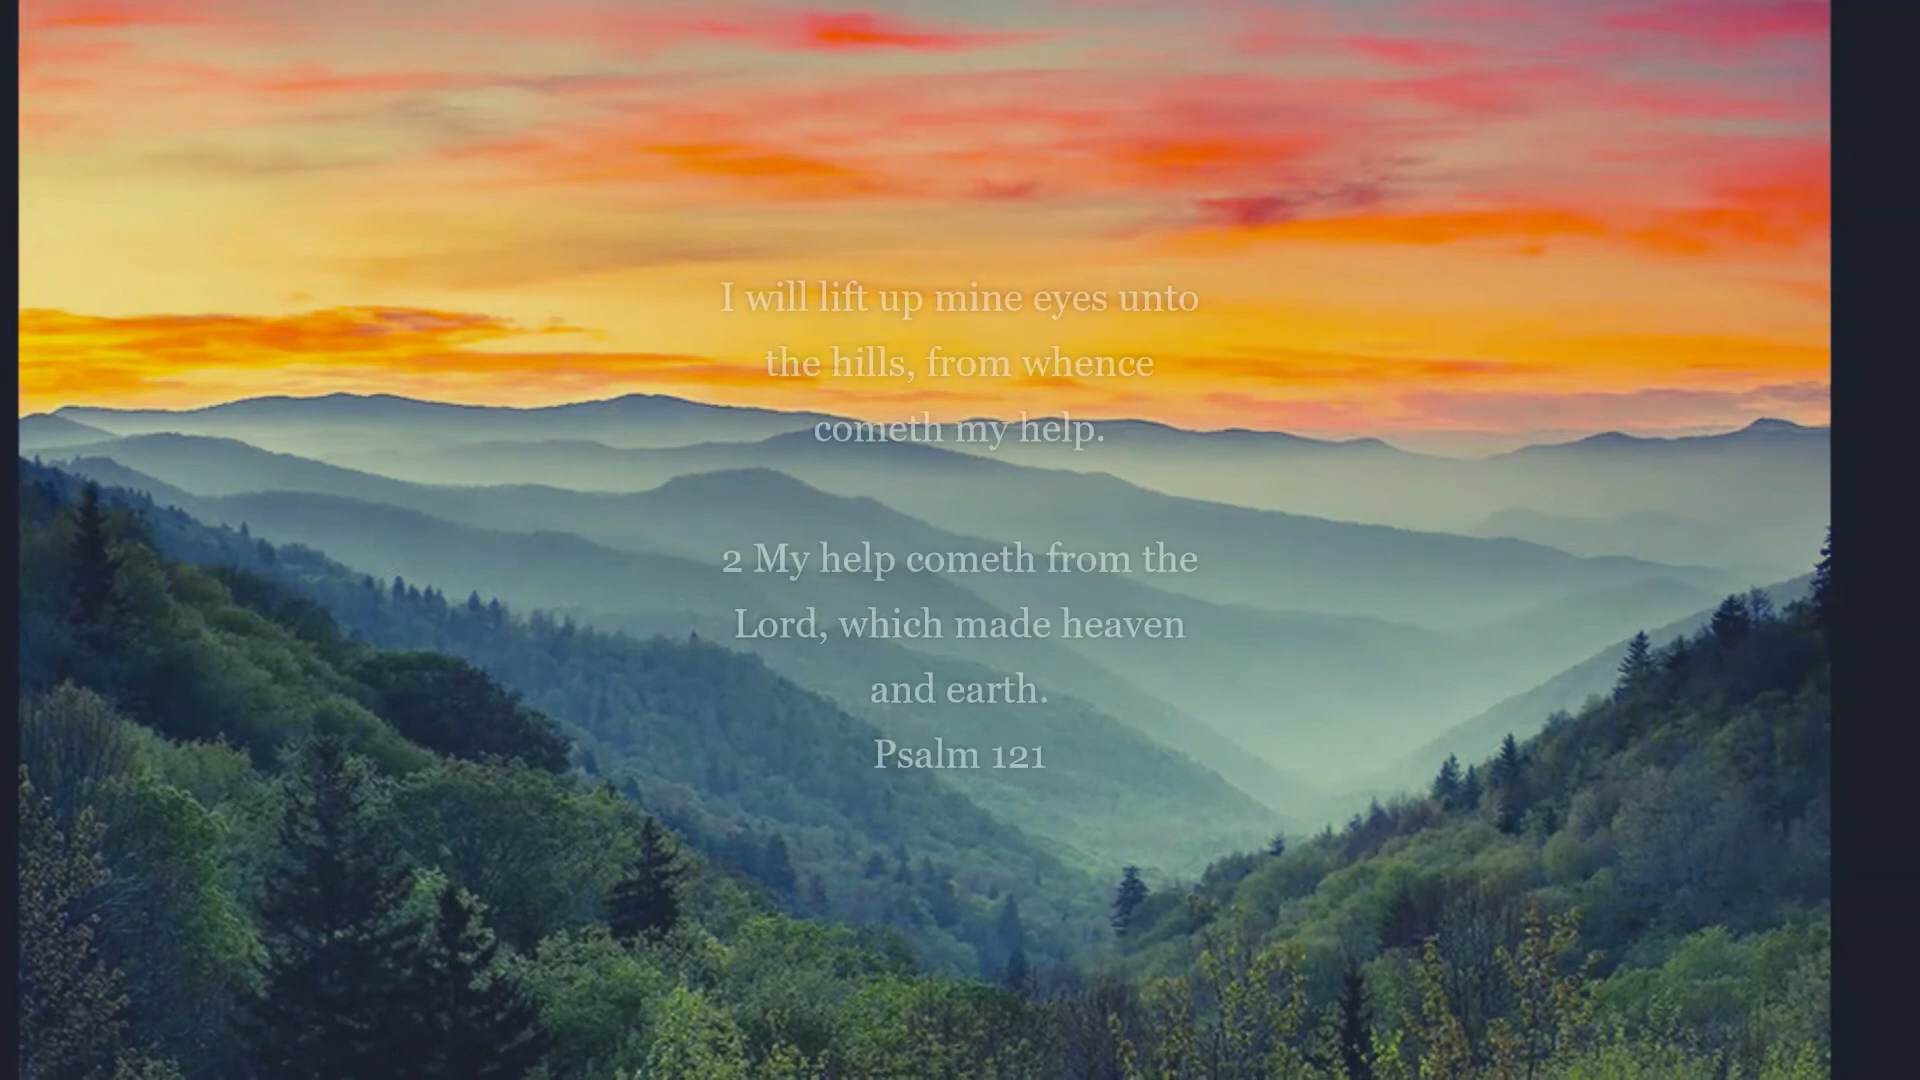 I will lift up mine eyes unto
the hills, from whence
cometh my help.
2 My help cometh from the
Lord, which made heaven
and earth.
Psalm 121